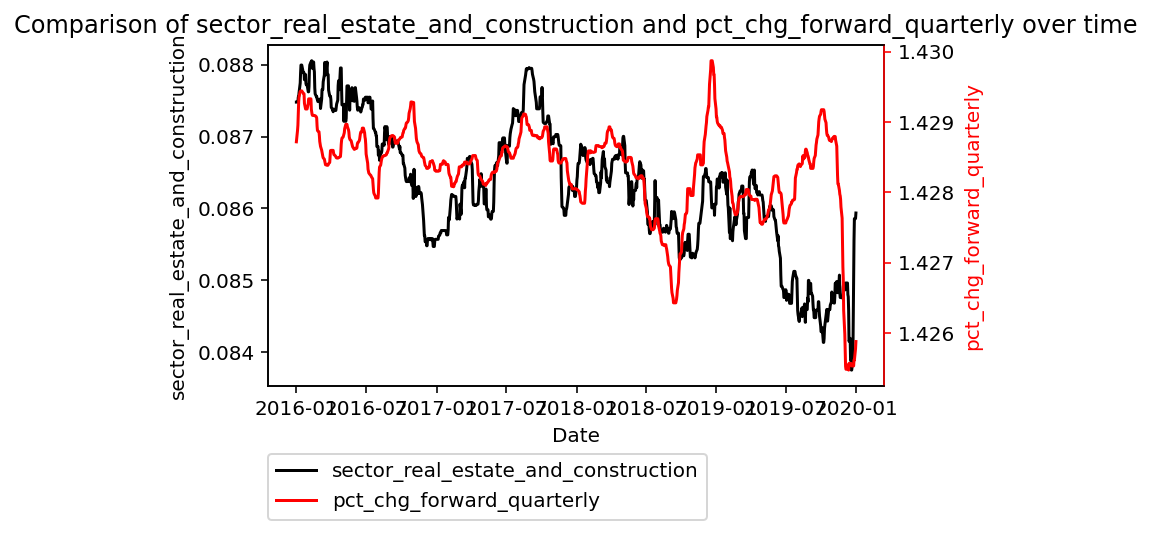 Comparison of sector_real_estate_and_construction and pct_chg_forward_quarterly over time
sector_real_estate_and_construction
0.088
0.087
0.086
0.085
0.084
1.430
1.429
1.428
1.427
1.426
pct_chg_forward_quarterly
2016-01 2016-07 2017-01 2017-07 2018-01 2018-07 2019-01 2019-07 2020-01
Date
sector_real_estate_and_construction
pct_chg_forward_quarterly